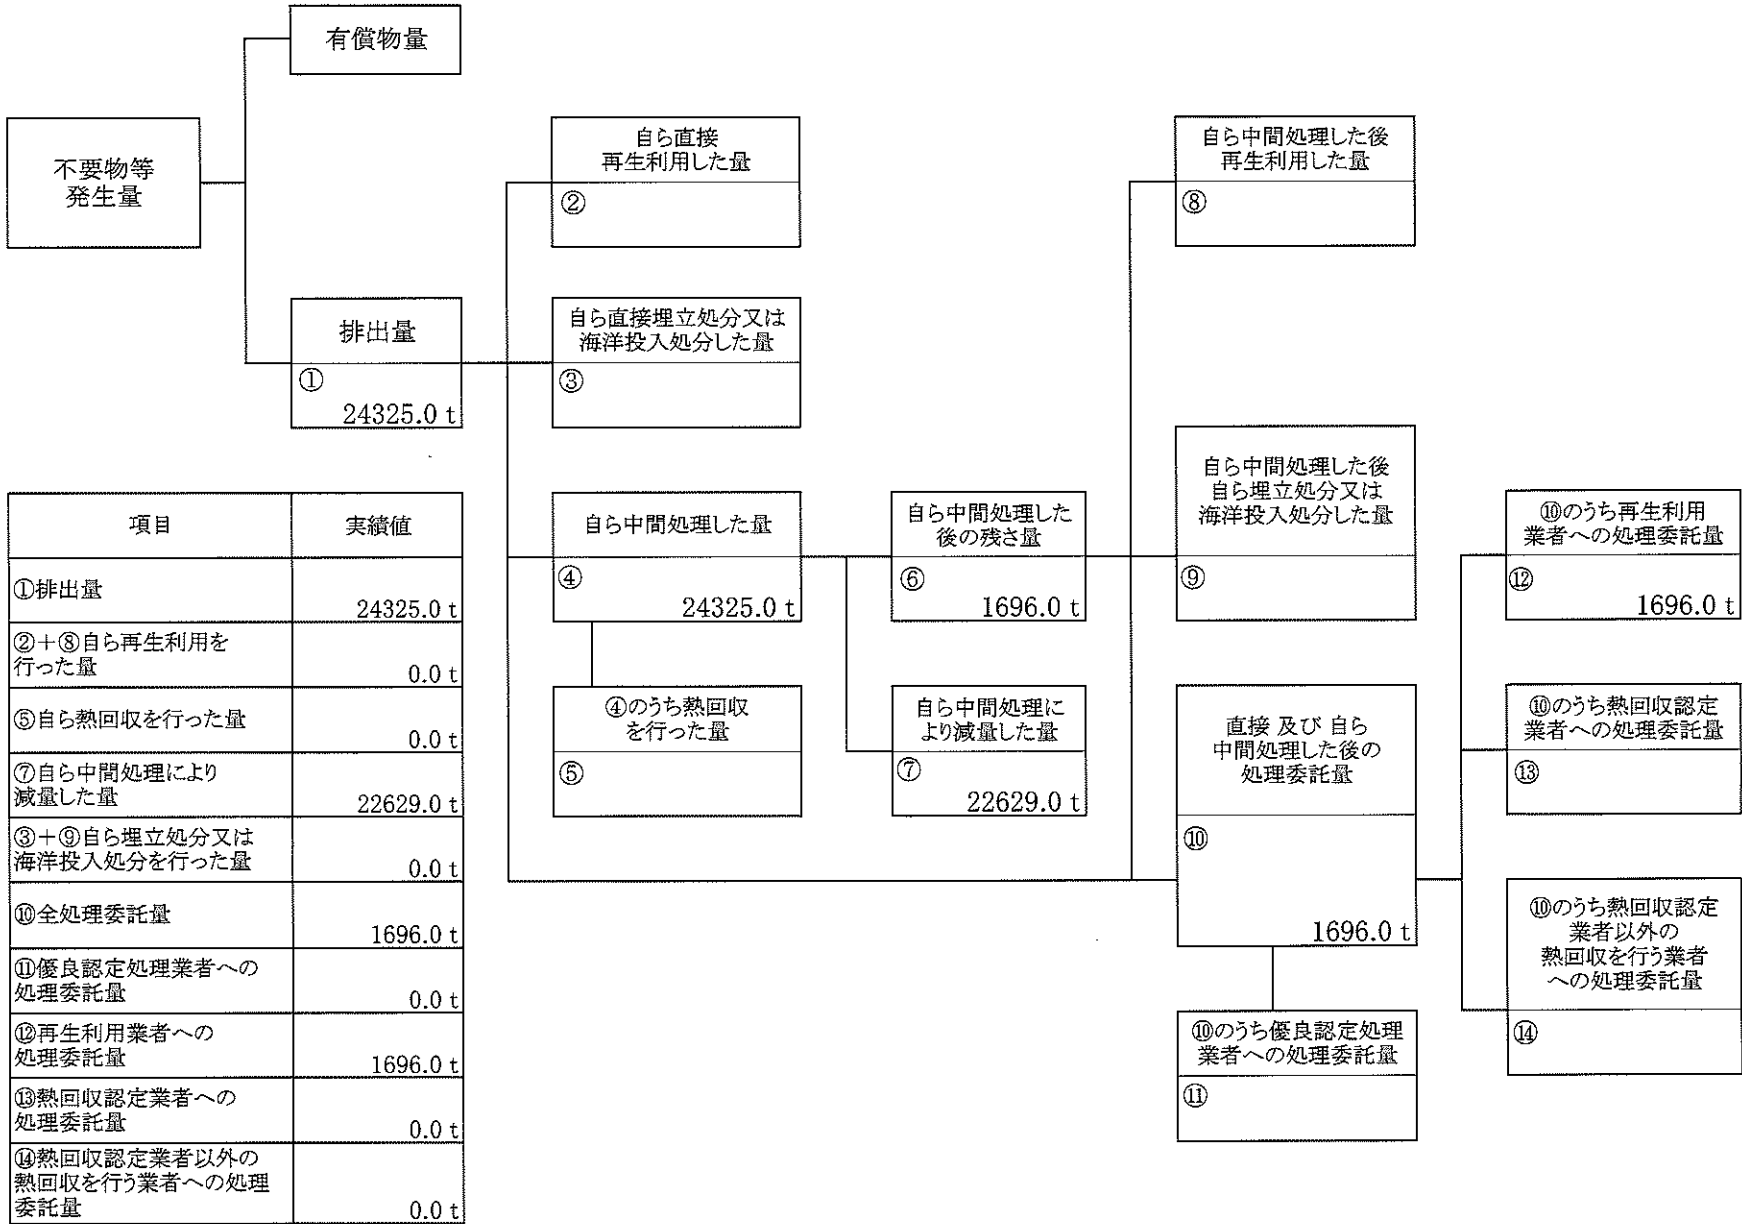 有償物量
不要物等
発生量
自ら直接
再生利用した量
②
自ら中間処理した後
再生利用した量
⑧
排出量
①
24325.0 t
自ら直接埋立処分又は
海洋投入処分した量
③
自ら中間処理した量
④
24325.0 t
自ら中間処理した
後の残さ量
⑥
1696.0 t
自ら中間処理した後
自ら埋立処分又は
海洋投入処分した量
⑨
⑩のうち再生利用
業者への処理委託量
⑫
1696.0 t
④のうち熱回収
を行った量
⑤
自ら中間処理に
より減量した量
⑦
22629.0 t
直接 及び 自ら
中間処理した後の
処理委託量
⑩
1696.0 t
⑩のうち熱回収認定
業者への処理委託量
⑬
⑩のうち熱回収認定
業者以外の
熱回収を行う業者
への処理委託量
⑭
⑩のうち優良認定処理
業者への処理委託量
⑪
項目 実績値
①排出量
24325.0 t
②+⑧自ら再生利用を
行った量
0.0 t
⑤自ら熱回収を行った量
0.0 t
⑦自ら中間処理により
減量した量
22629.0 t
③+⑨自ら埋立処分又は
海洋投入処分を行った量
0.0 t
⑩全処理委託量
1696.0 t
⑪優良認定処理業者への
処理委託量
0.0 t
⑫再生利用業者への
処理委託量
1696.0 t
⑬熱回収認定業者への
処理委託量
0.0 t
⑭熱回収認定業者以外の
熱回収を行う業者への処理
委託量
0.0 t